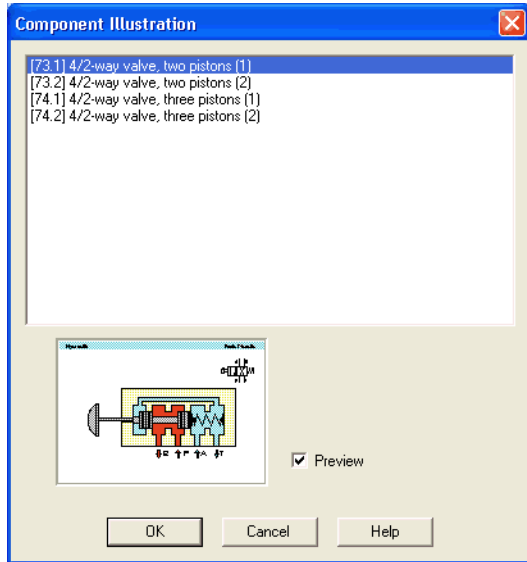 Component Illustration
[73.1] 4/2-way valve, two pistons (1)
[73.2] 4/2-way valve, two pistons (2)
[74.1] 4/2-way valve, three pistons (1)
[74.2] 4/2-way valve, three pistons (2)
B P A T
Preview
OK Cancel Help